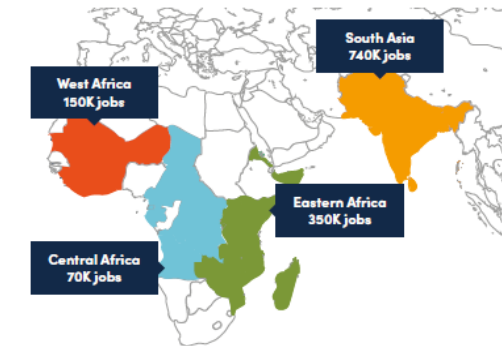 South Asia
740K jobs
West Africa
150K jobs
Eastern Africa
350K jobs
Central Africa
70K jobs